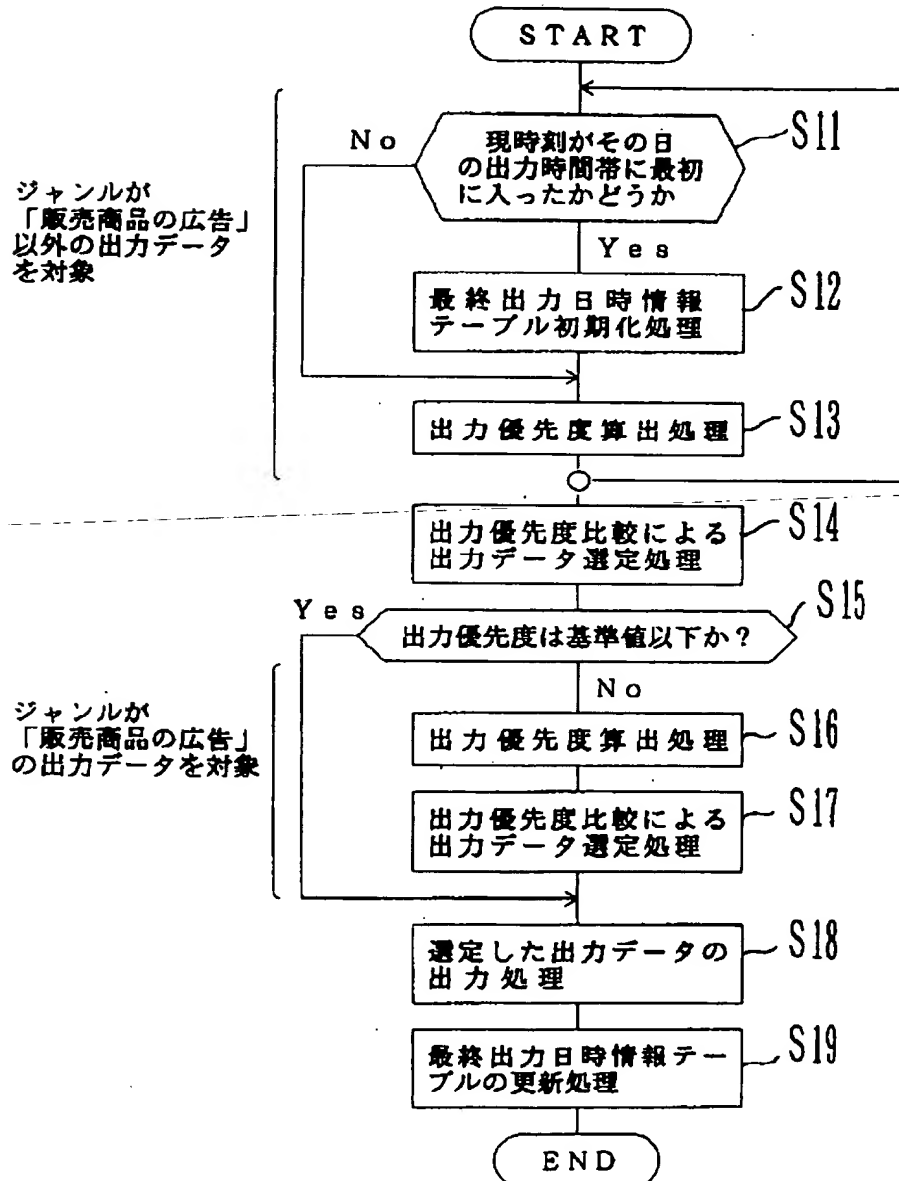 START
S11
No
現時刻がその日
の出力時間帯に最初
に入ったかどうか
ジャンルが
「販売商品の広告」
以外の出力データ
を対象
Yes
S12
最終出力日時情報
テーブル初期化処理
S13
出力優先度算出処理
S14
出力優先度比較による
出力データ選定処理
S15
Yes
出力優先度は基準値以下か?
No
ジャンルが
「販売商品の広告」
の出力データを対象
S16
出力優先度算出処理
S17
出力優先度比較による
出力データ選定処理
S18
選定した出力データの
出力処理
S19
最終出力日時情報テー
ブルの更新処理
END